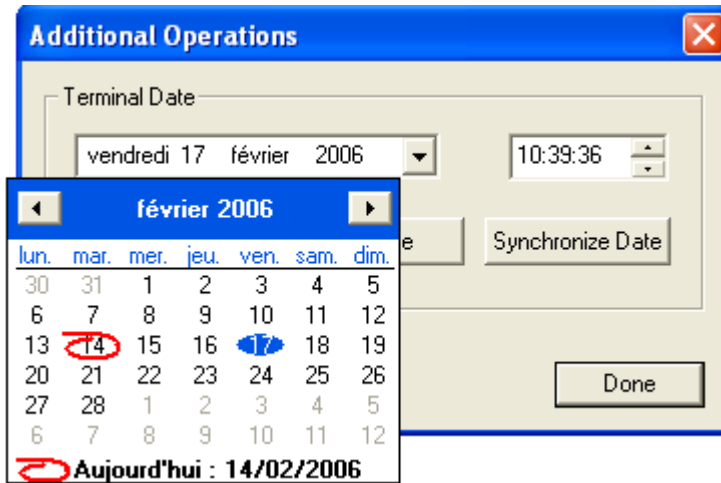 Additional Operations
Terminal Date
vendredi 17 février 2006
10:39:36
e
Synchronize Date
février 2006
lun. mar. mer. jeu. ven. sam. dim.
30 31 1 2 3 4 5
6 7 8 9 10 11 12
13 14 15 16 17 18 19
20 21 22 23 24 25 26
27 28 1 2 3 4 5
6 7 8 9 10 11 12
Aujourd'hui : 14/02/2006
Done